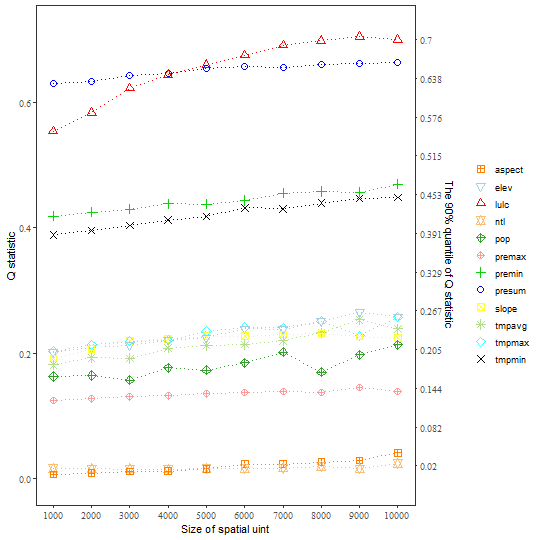 0.6
0.4
0.2
0.0
Q statistic
1000 2000 3000 4000 5000 6000 7000 8000 9000 10000
Size of spatial uint
0.7
0.638
0.576
0.515
0.453
0.391
0.329
0.267
0.205
0.144
0.082
0.02
The 90% quantile of Q statistic
aspect
elev
lulc
ntl
pop
premax
premin
presum
slope
tmpavg
tmpmax
tmpmin